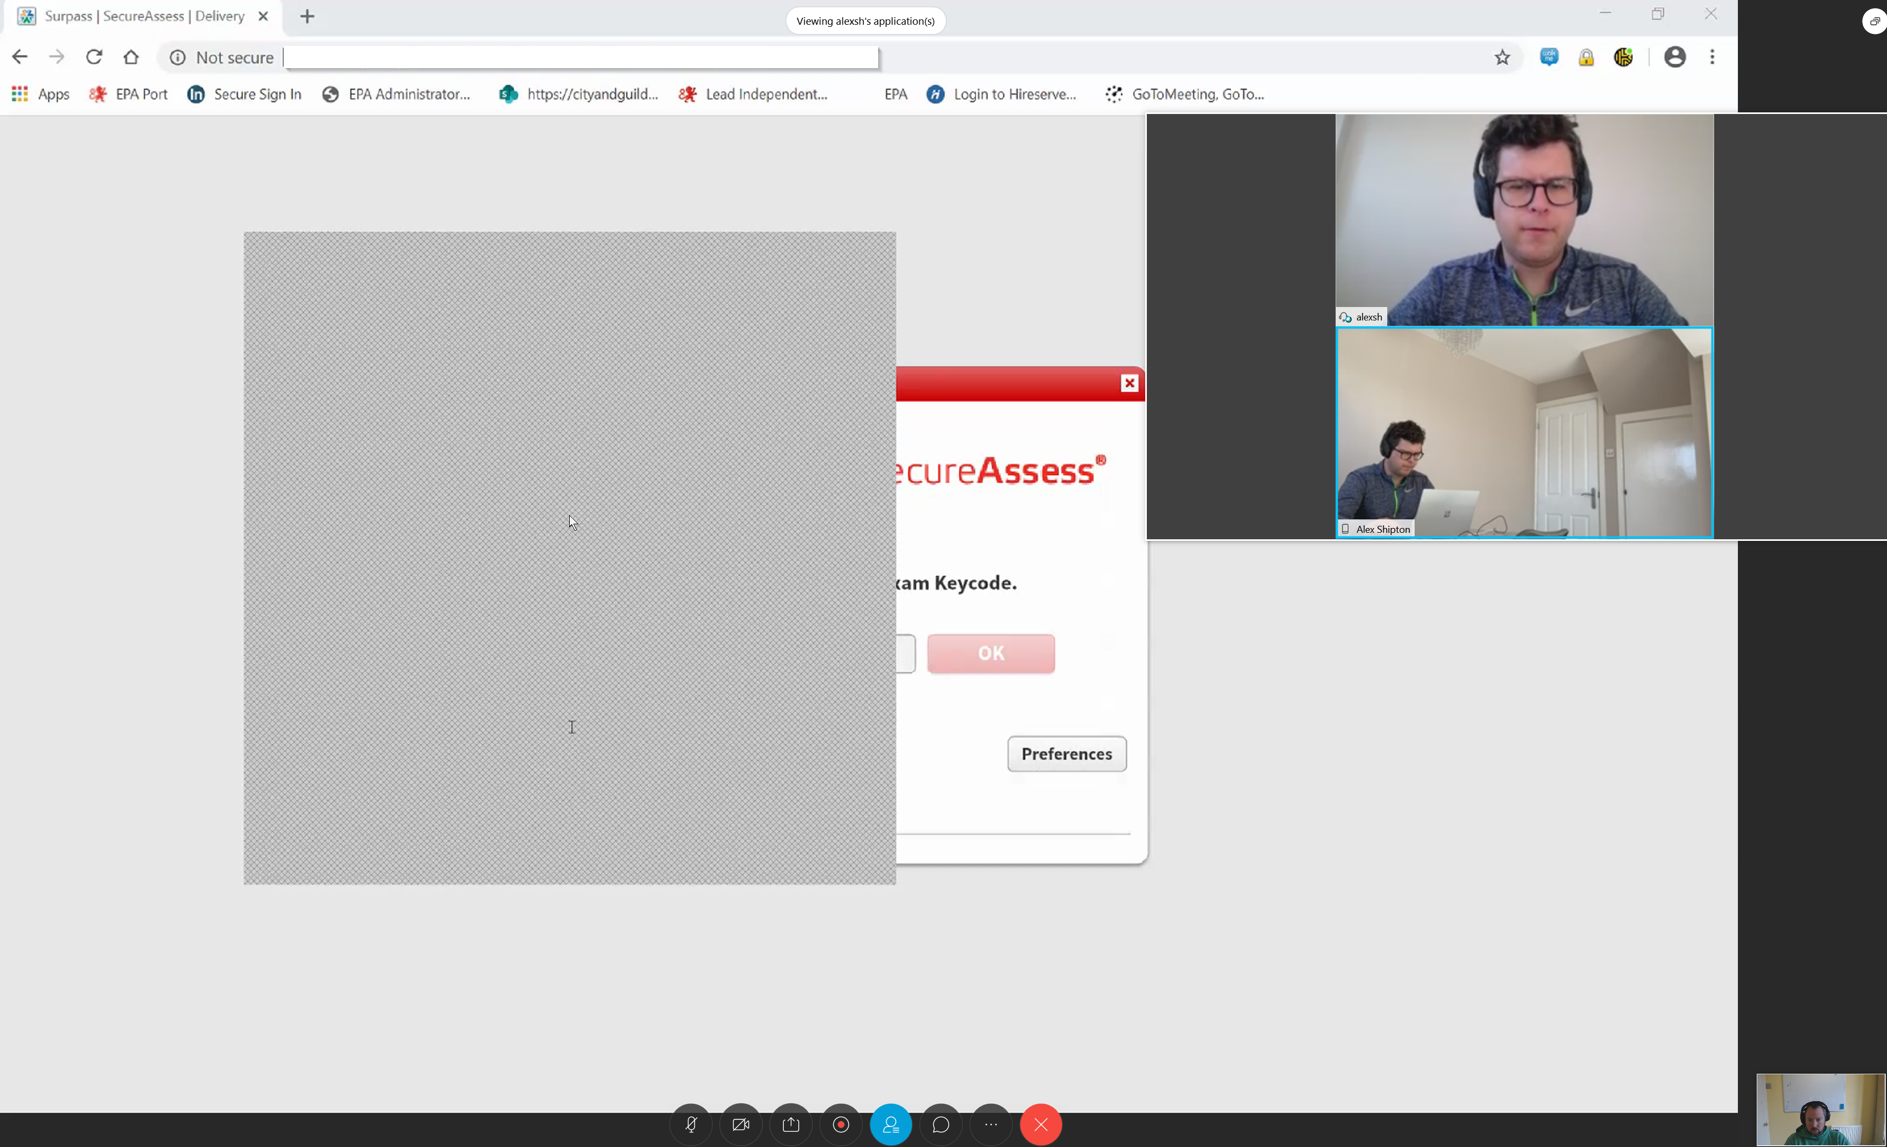 Surpass | SecureAssess | Delivery
Viewing alexsh's application(s)
Not secure
Apps
EPA Port
Secure Sign In
EPA Administrator...
https://cityandguild...
Lead Independent...
EPA
Login to Hireserve...
GoToMeeting, GoTo...
alexsh
ecureAssess®
Alex Shipton
xam Keycode.
OK
Preferences